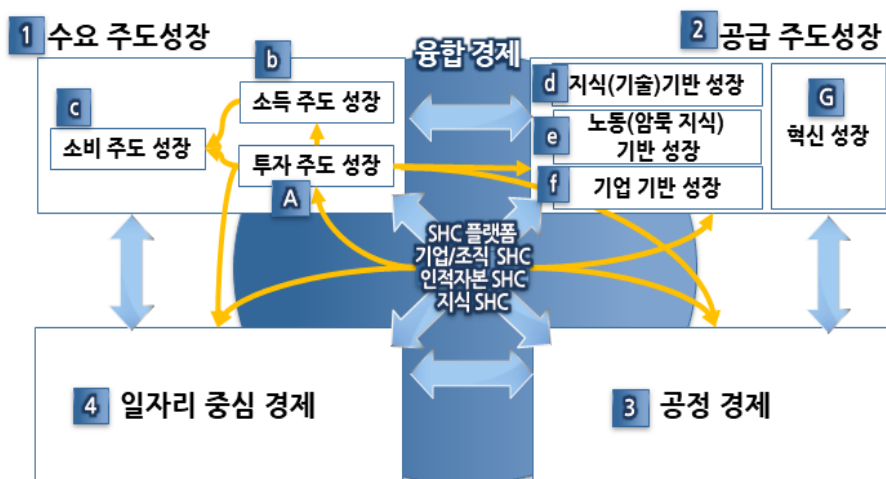 1 수요 주도성장
융합 경제
2 공급 주도성장
b
소득 주도 성장
c
소비 주도 성장
투자 주도 성장
A
d 지식(기술)기반 성장
e 노동(암묵 지식)
기반 성장
f 기업 기반 성장
G
혁신 성장
SHC 플랫폼
기업/조직 SHC
인적자본 SHC
지식 SHC
4 일자리 중심 경제
3 공정 경제